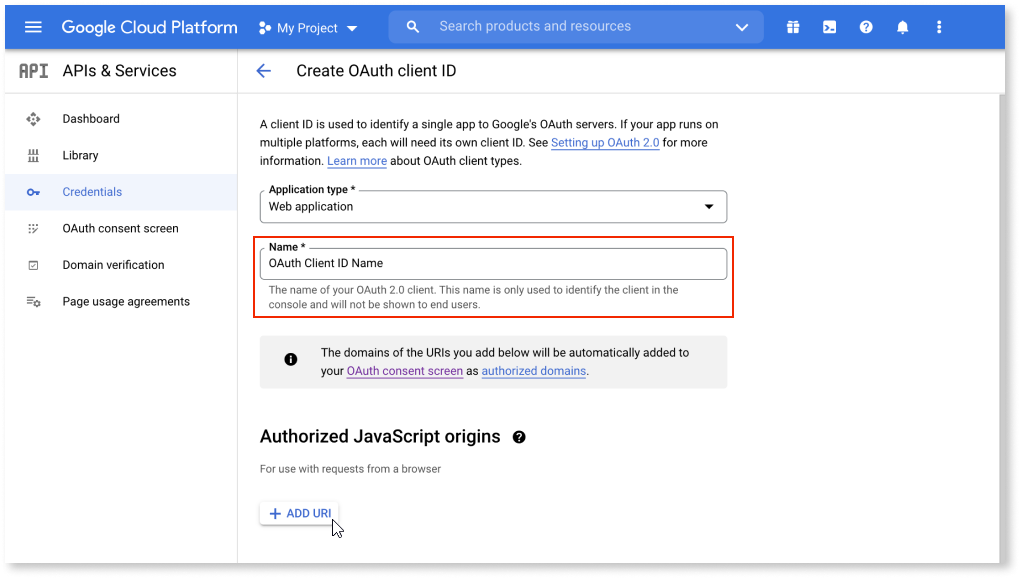 Google Cloud Platform
My Project
Search products and resources
API
APIs & Services
Create OAuth client ID
Dashboard
Library
Credentials
OAuth consent screen
Domain verification
Page usage agreements
A client ID is used to identify a single app to Google's OAuth servers. If your app runs on
multiple platforms, each will need its own client ID. See Setting up OAuth 2.0 for more
information. Learn more about OAuth client types.
Application type *
Web application
Name *
OAuth Client ID Name
The name of your OAuth 2.0 client. This name is only used to identify the client in the
console and will not be shown to end users.
The domains of the URIs you add below will be automatically added to
your OAuth consent screen as authorized domains.
Authorized JavaScript origins
For use with requests from a browser
+ ADD URI